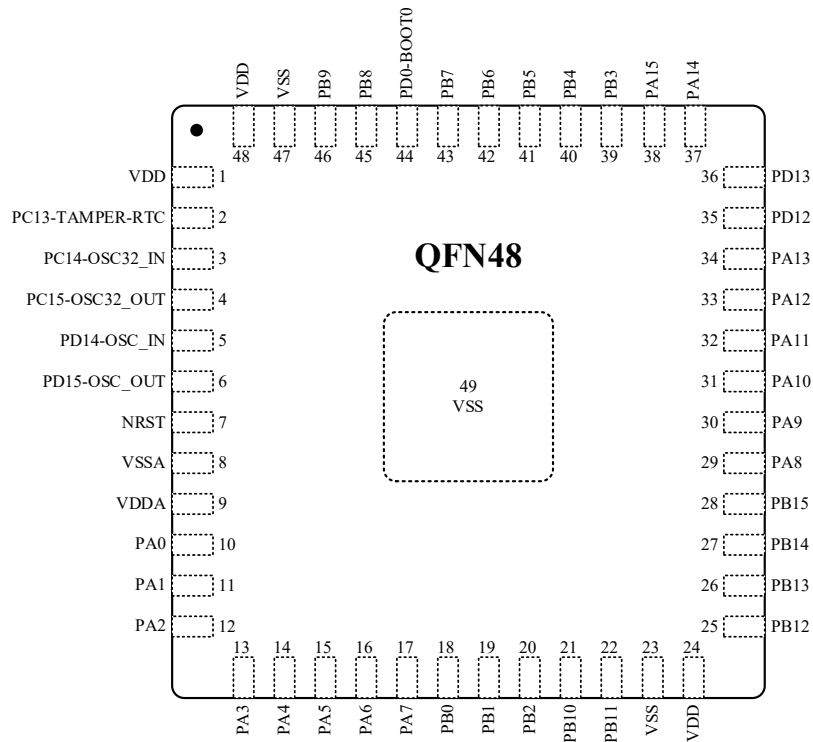 VDD
VSS
PB9
PB8
PD0-BOOT0
PB7
PB6
PB5
PB4
PB3
PA15
PA14
48
47
46
45
44
43
42
41
40
39
38
37
VDD 1
PC13-TAMPER-RTC 2
PC14-OSC32_IN 3
PC15-OSC32_OUT 4
PD14-OSC_IN 5
PD15-OSC_OUT 6
NRST 7
VSSA 8
VDDA 9
PA0 10
PA1 11
PA2 12
QFN48
49
VSS
36 PD13
35 PD12
34 PA13
33 PA12
32 PA11
31 PA10
30 PA9
29 PA8
28 PB15
27 PB14
26 PB13
25 PB12
13
14
15
16
17
18
19
20
21
22
23
24
PA3
PA4
PA5
PA6
PA7
PB0
PB1
PB2
PB10
PB11
VSS
VDD